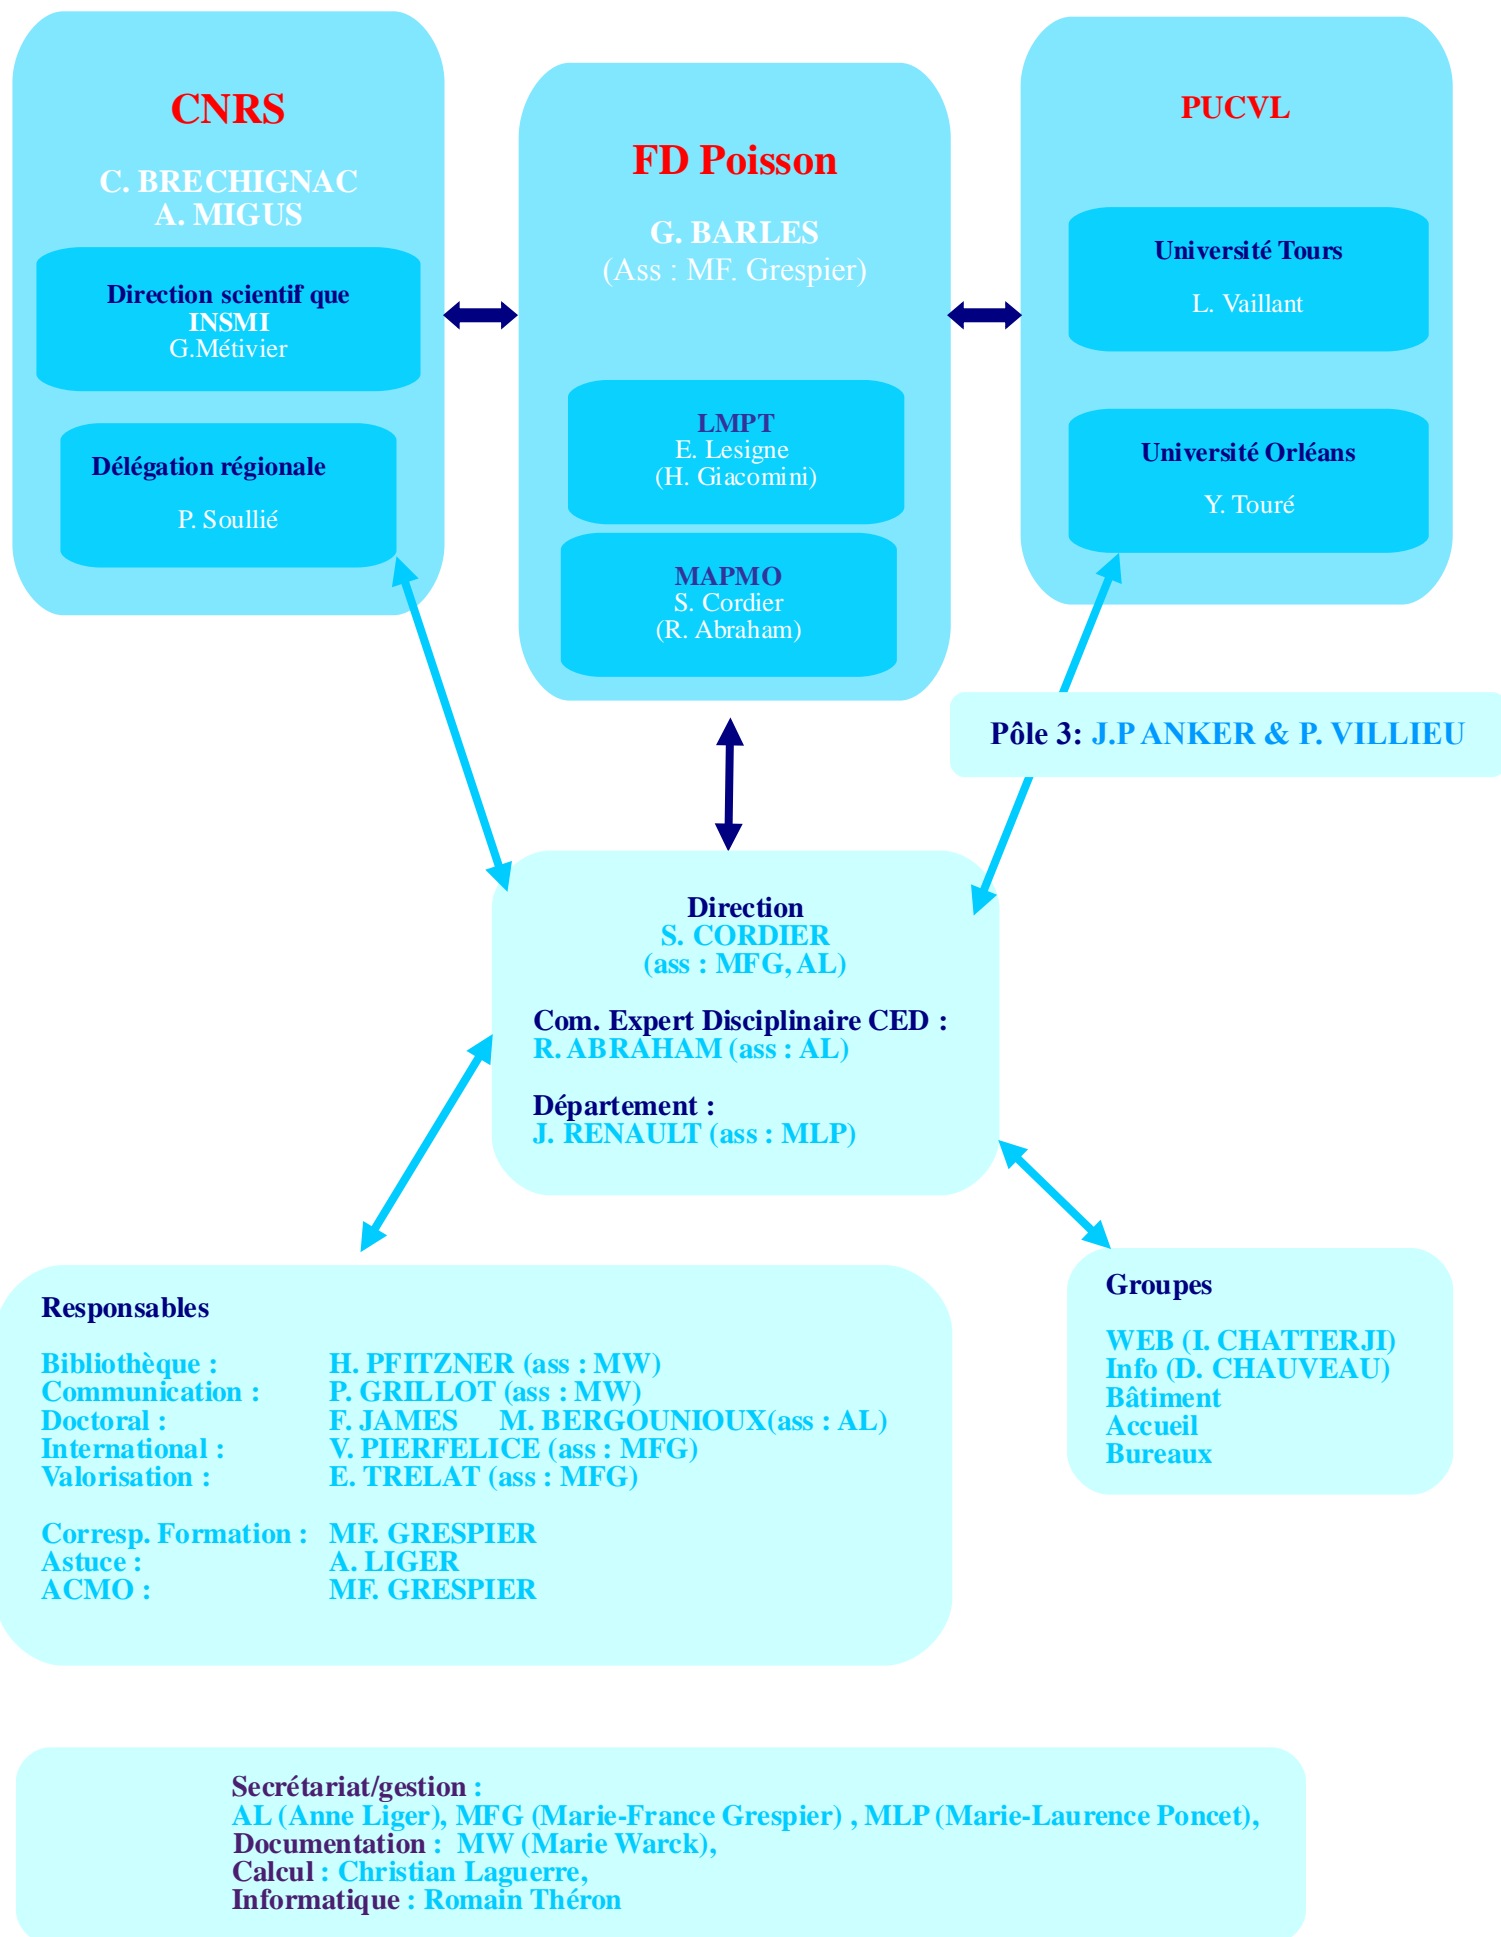 CNRS
C. BRECHIGNAC
A. MIGUS
Direction scientif que
INSMI
G.Métivier
Délégation régionale
P. Soullié
FD Poisson
G. BARLES
(Ass : MF. Grespier)
LMPT
E. Lesigne
(H. Giacomini)
MAPMO
S. Cordier
(R. Abraham)
PUCVL
Université Tours
L. Vaillant
Université Orléans
Y. Touré
Pôle 3: J.P ANKER & P. VILLIEU
Direction
S. CORDIER
(ass : MFG, AL)
Com. Expert Disciplinaire CED :
R. ABRAHAM (ass : AL)
Département :
J. RENAULT (ass : MLP)
Responsables
Bibliothèque : H. PFITZNER (ass : MW)
Communication : P. GRILLOT (ass : MW)
Doctoral : F. JAMES M. BERGOUNIOUX(ass : AL)
International : V. PIERFELICE (ass : MFG)
Valorisation : E. TRELAT (ass : MFG)
Corresp. Formation : MF. GRESPIER
Astuce : A. LIGER
ACMO : MF. GRESPIER
Groupes
WEB (I. CHATTERJI)
Info (D. CHAUVEAU)
Bâtiment
Accueil
Bureaux
Secrétariat/gestion :
AL (Anne Liger), MFG (Marie-France Grespier) , MLP (Marie-Laurence Poncet),
Documentation : MW (Marie Warck),
Calcul : Christian Laguerre,
Informatique : Romain Théron